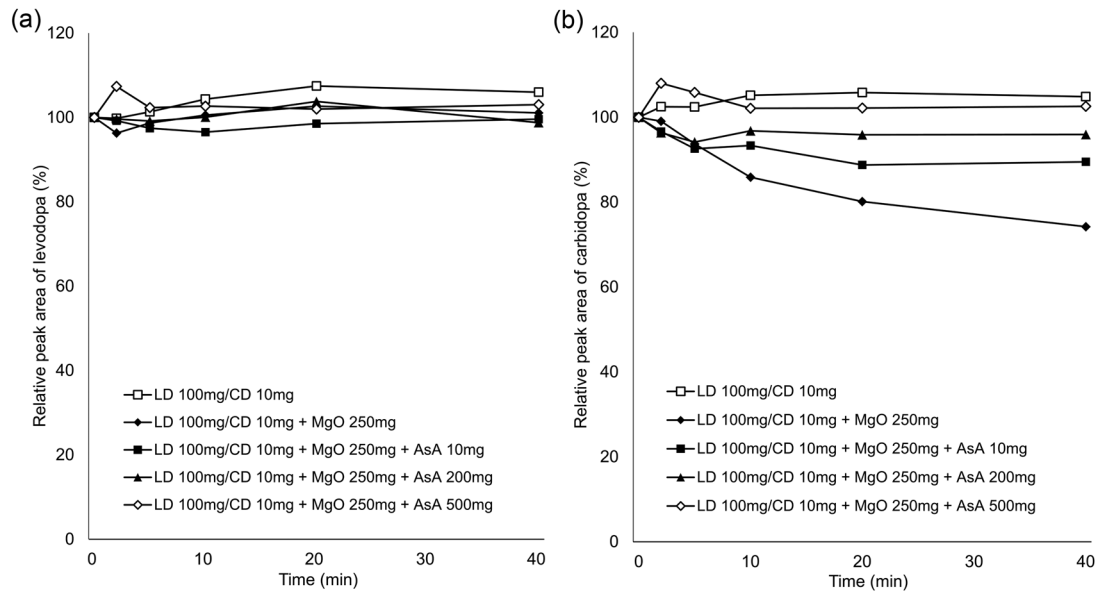 (a)
120
100
80
60
40
20
0
Relative peak area of levodopa (%)
LD 100mg/CD 10mg
LD 100mg/CD 10mg + MgO 250mg
LD 100mg/CD 10mg + MgO 250mg + AsA 10mg
LD 100mg/CD 10mg + MgO 250mg + AsA 200mg
LD 100mg/CD 10mg + MgO 250mg + AsA 500mg
0 10 20 30 40
Time (min)
(b)
120
100
80
60
40
20
0
Relative peak area of carbidopa (%)
LD 100mg/CD 10mg
LD 100mg/CD 10mg + MgO 250mg
LD 100mg/CD 10mg + MgO 250mg + AsA 10mg
LD 100mg/CD 10mg + MgO 250mg + AsA 200mg
LD 100mg/CD 10mg + MgO 250mg + AsA 500mg
0 10 20 30 40
Time (min)